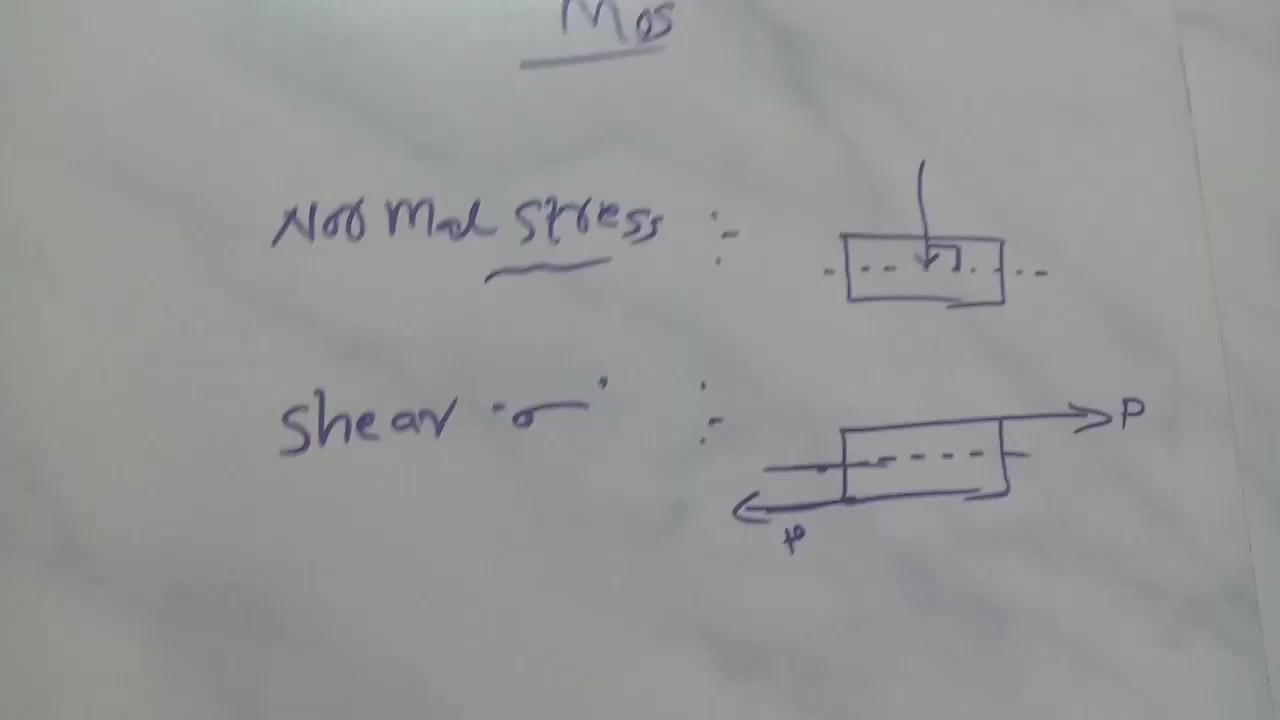 Mos
Normal stress :-
Shear -〃- :-
P
P